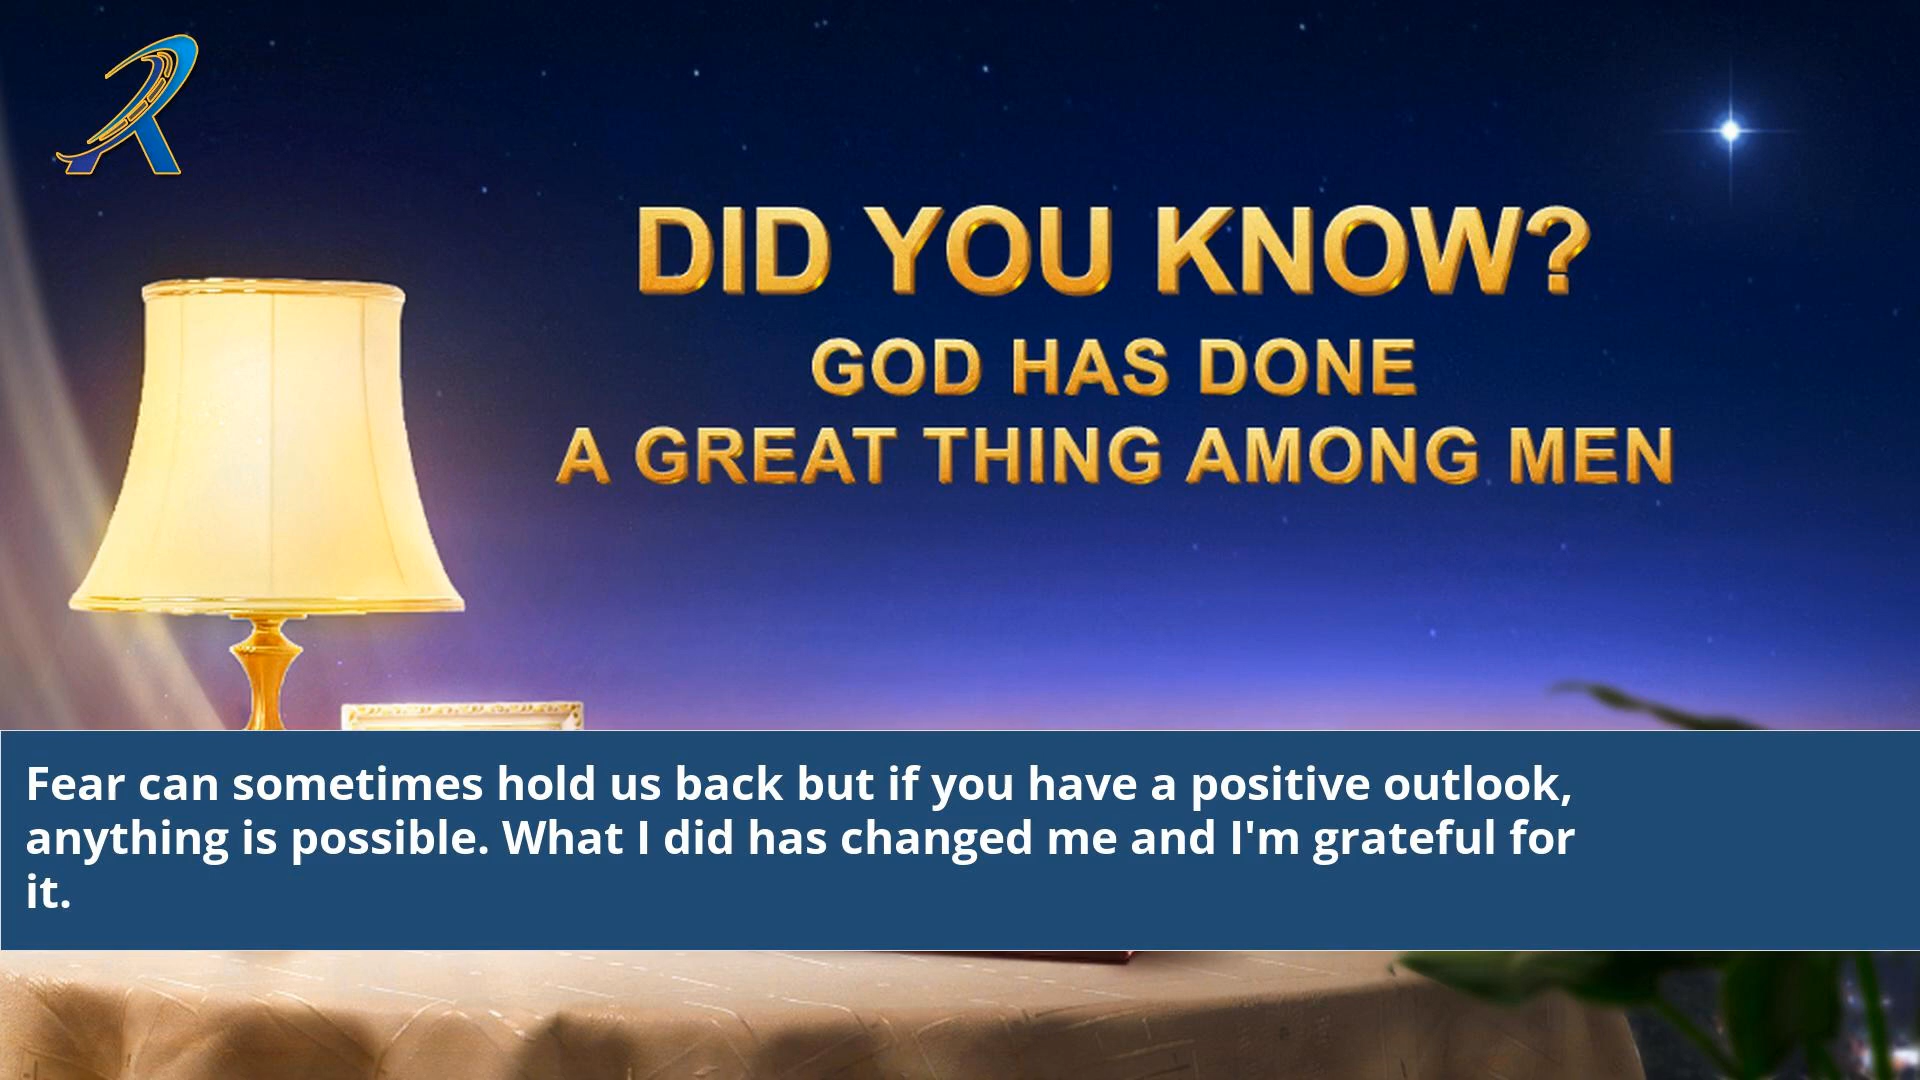 DID YOU KNOW?
GOD HAS DONE
A GREAT THING AMONG MEN
Fear can sometimes hold us back but if you have a positive outlook,
anything is possible. What I did has changed me and I'm grateful for
it.